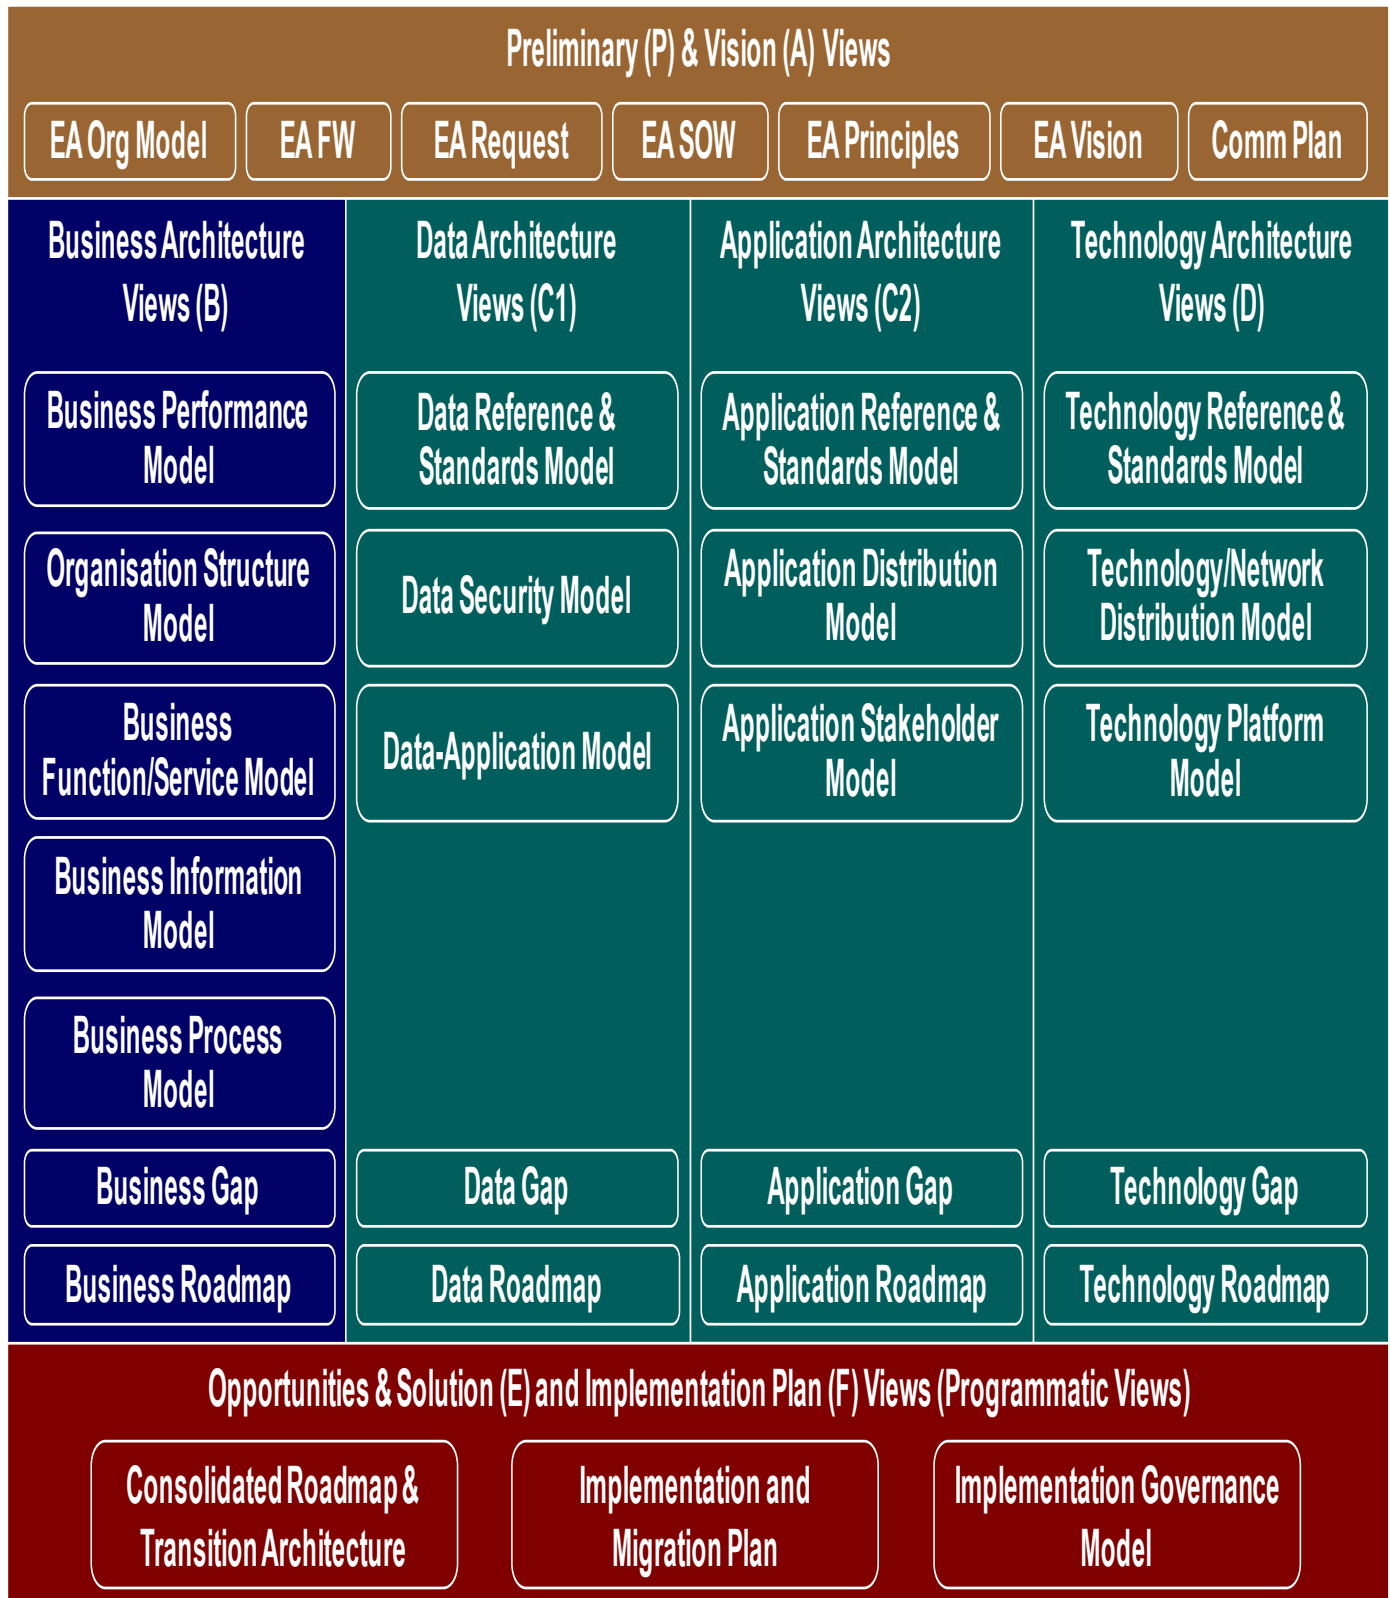 Preliminary (P) & Vision (A) Views
EA Org Model
EA FW
EA Request
EA SOW
EA Principles
EA Vision
Comm Plan
Business Architecture
Views (B)
Business Performance
Model
Organisation Structure
Model
Business
Function/Service Model
Business Information
Model
Business Process
Model
Business Gap
Business Roadmap
Data Architecture
Views (C1)
Data Reference &
Standards Model
Data Security Model
Data-Application Model
Data Gap
Data Roadmap
Application Architecture
Views (C2)
Application Reference &
Standards Model
Application Distribution
Model
Application Stakeholder
Model
Application Gap
Application Roadmap
Technology Architecture
Views (D)
Technology Reference &
Standards Model
Technology/Network
Distribution Model
Technology Platform
Model
Technology Gap
Technology Roadmap
Opportunities & Solution (E) and Implementation Plan (F) Views (Programmatic Views)
Consolidated Roadmap &
Transition Architecture
Implementation and
Migration Plan
Implementation Governance
Model